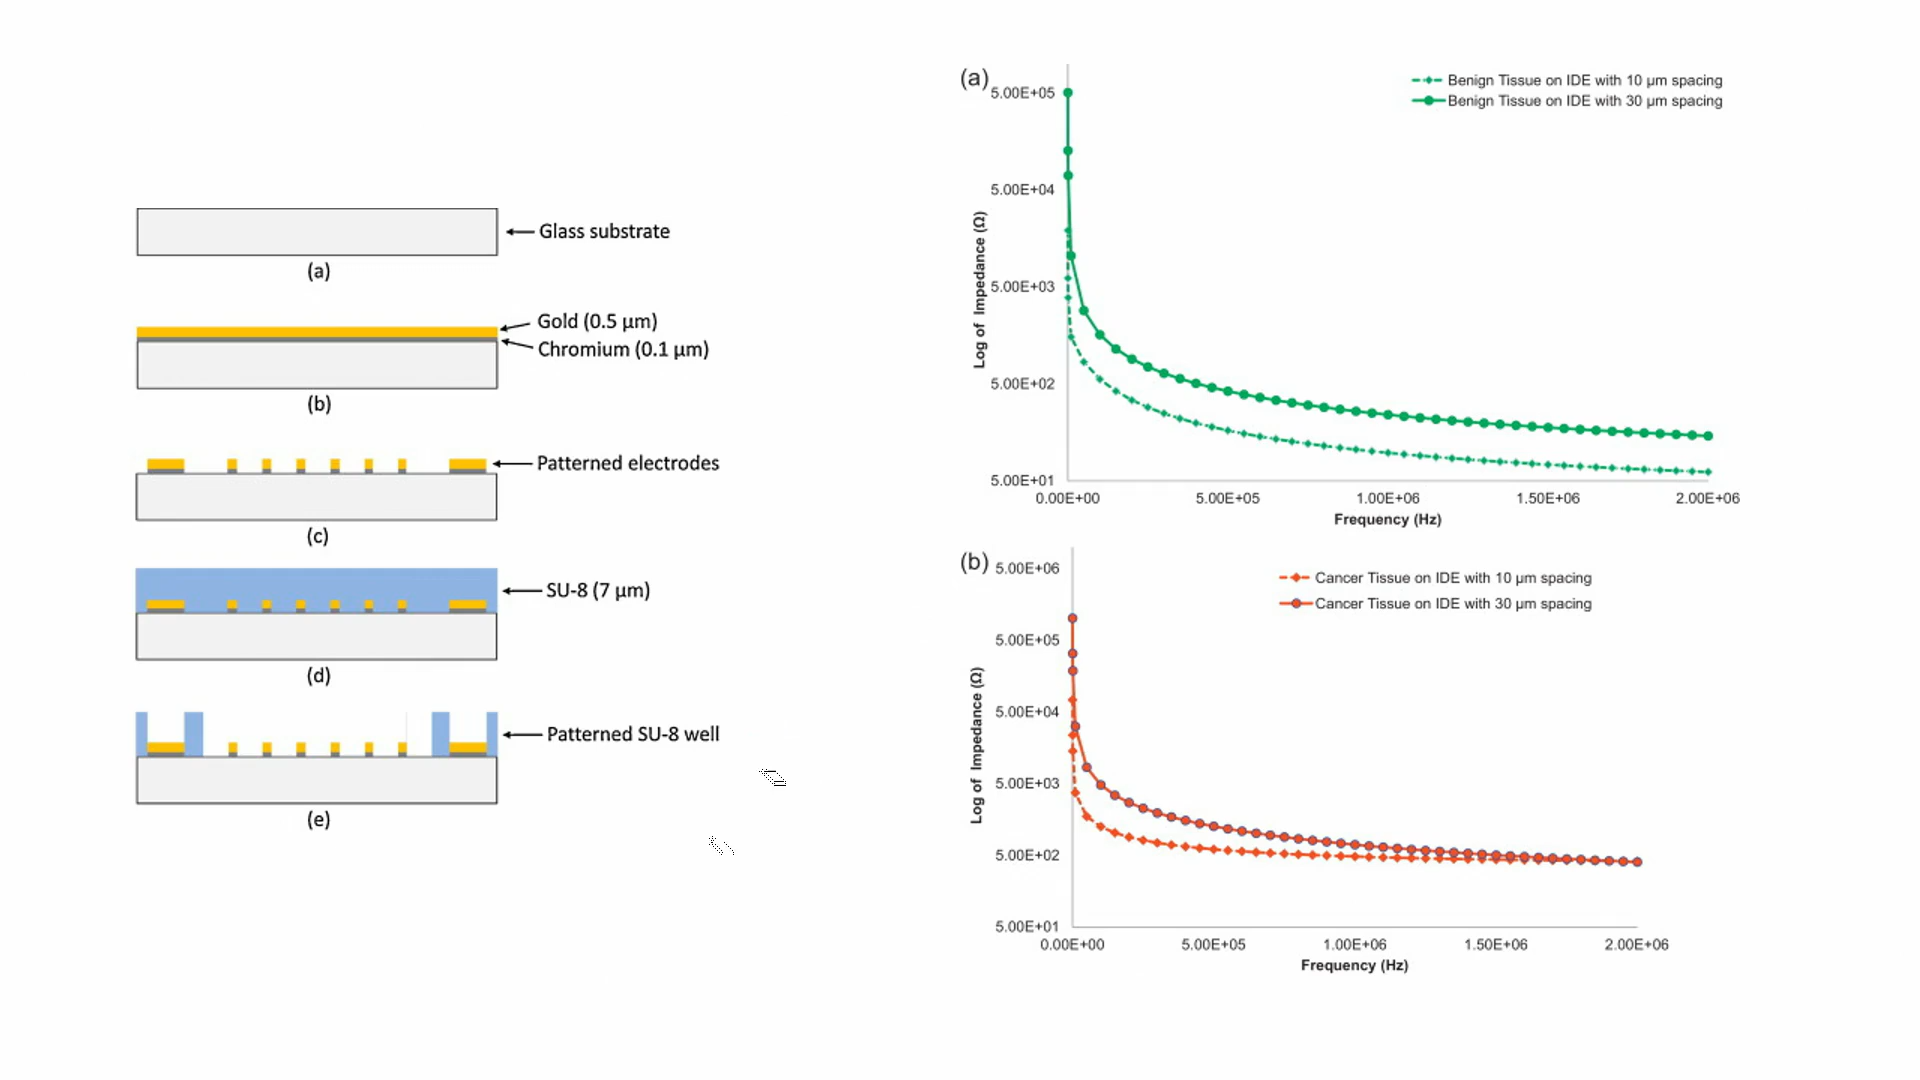 Glass substrate
(a)
Gold (0.5 µm)
Chromium (0.1 µm)
(b)
Patterned electrodes
(c)
SU-8 (7 µm)
(d)
Patterned SU-8 well
(e)
(a)
Benign Tissue on IDE with 10 µm spacing
Benign Tissue on IDE with 30 µm spacing
5.00E+05
5.00E+04
5.00E+03
5.00E+02
5.00E+01
Log of Impedance (Ω)
0.00E+00 5.00E+05 1.00E+06 1.50E+06 2.00E+06
Frequency (Hz)
(b)
Cancer Tissue on IDE with 10 µm spacing
Cancer Tissue on IDE with 30 µm spacing
5.00E+06
5.00E+05
5.00E+04
5.00E+03
5.00E+02
5.00E+01
Log of Impedance (Ω)
0.00E+00 5.00E+05 1.00E+06 1.50E+06 2.00E+06
Frequency (Hz)